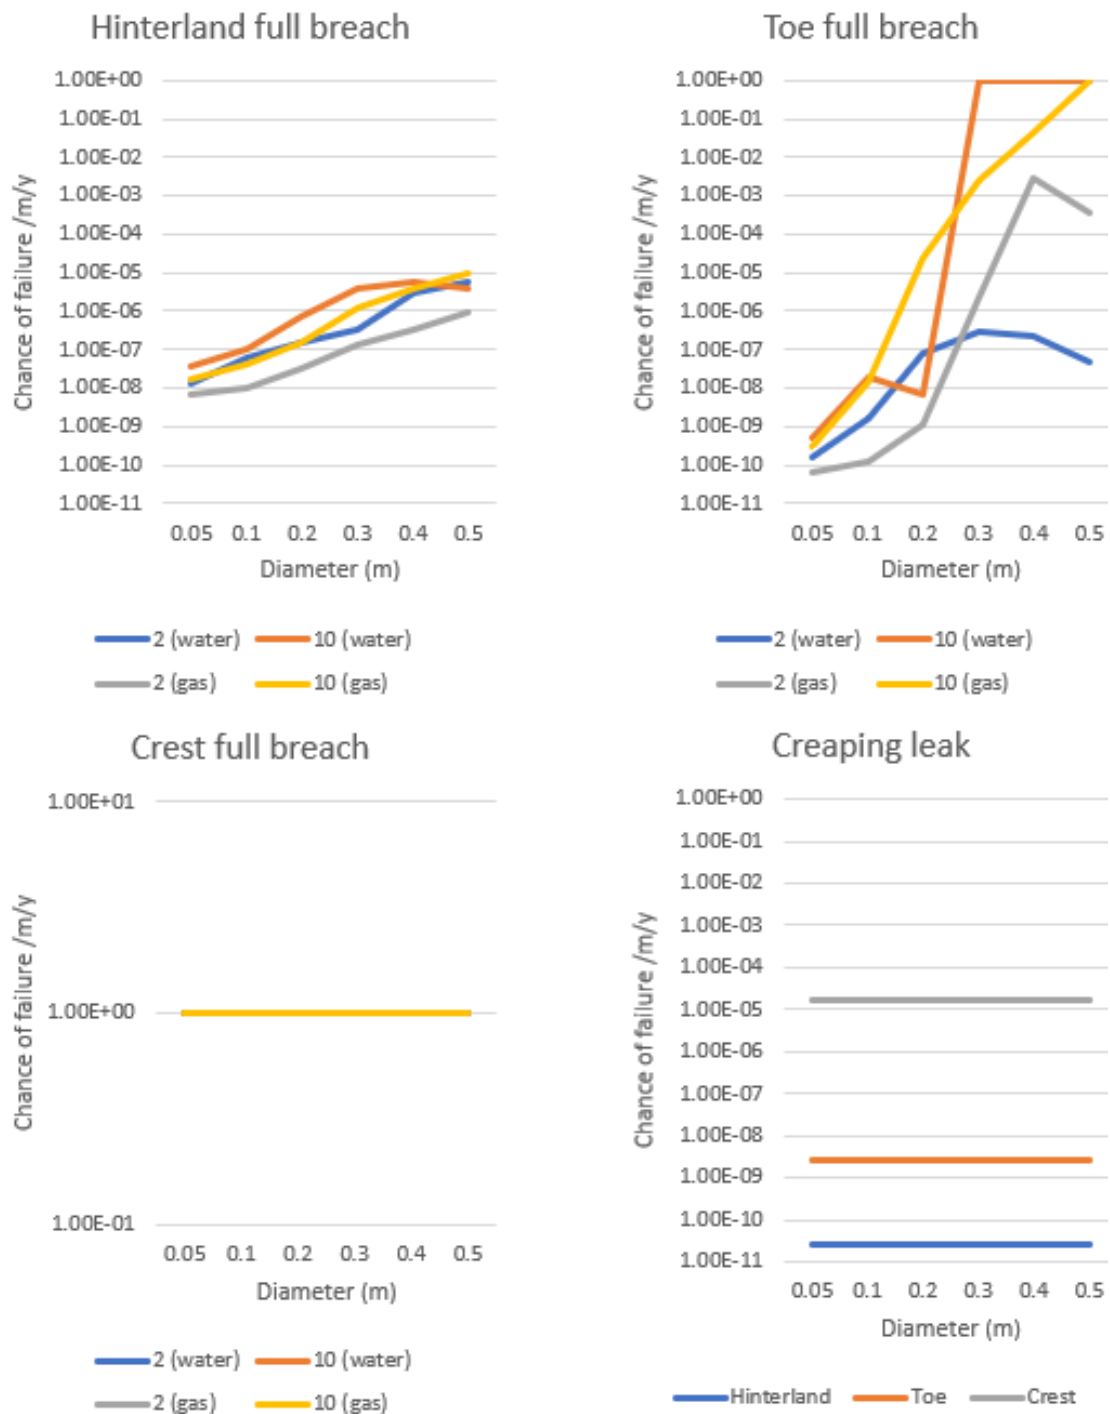 Hinterland full breach
Chance of failure /m/y
1.00E+00
1.00E-01
1.00E-02
1.00E-03
1.00E-04
1.00E-05
1.00E-06
1.00E-07
1.00E-08
1.00E-09
1.00E-10
1.00E-11
0.05 0.1 0.2 0.3 0.4 0.5
Diameter (m)
2 (water) 10 (water)
2 (gas) 10 (gas)
Toe full breach
Chance of failure /m/y
1.00E+00
1.00E-01
1.00E-02
1.00E-03
1.00E-04
1.00E-05
1.00E-06
1.00E-07
1.00E-08
1.00E-09
1.00E-10
1.00E-11
0.05 0.1 0.2 0.3 0.4 0.5
Diameter (m)
2 (water) 10 (water)
2 (gas) 10 (gas)
Crest full breach
Chance of failure /m/y
1.00E+01
1.00E+00
1.00E-01
0.05 0.1 0.2 0.3 0.4 0.5
Diameter (m)
2 (water) 10 (water)
2 (gas) 10 (gas)
Creaping leak
Chance of failure /m/y
1.00E+00
1.00E-01
1.00E-02
1.00E-03
1.00E-04
1.00E-05
1.00E-06
1.00E-07
1.00E-08
1.00E-09
1.00E-10
1.00E-11
0.05 0.1 0.2 0.3 0.4 0.5
Diameter (m)
Hinterland Toe Crest